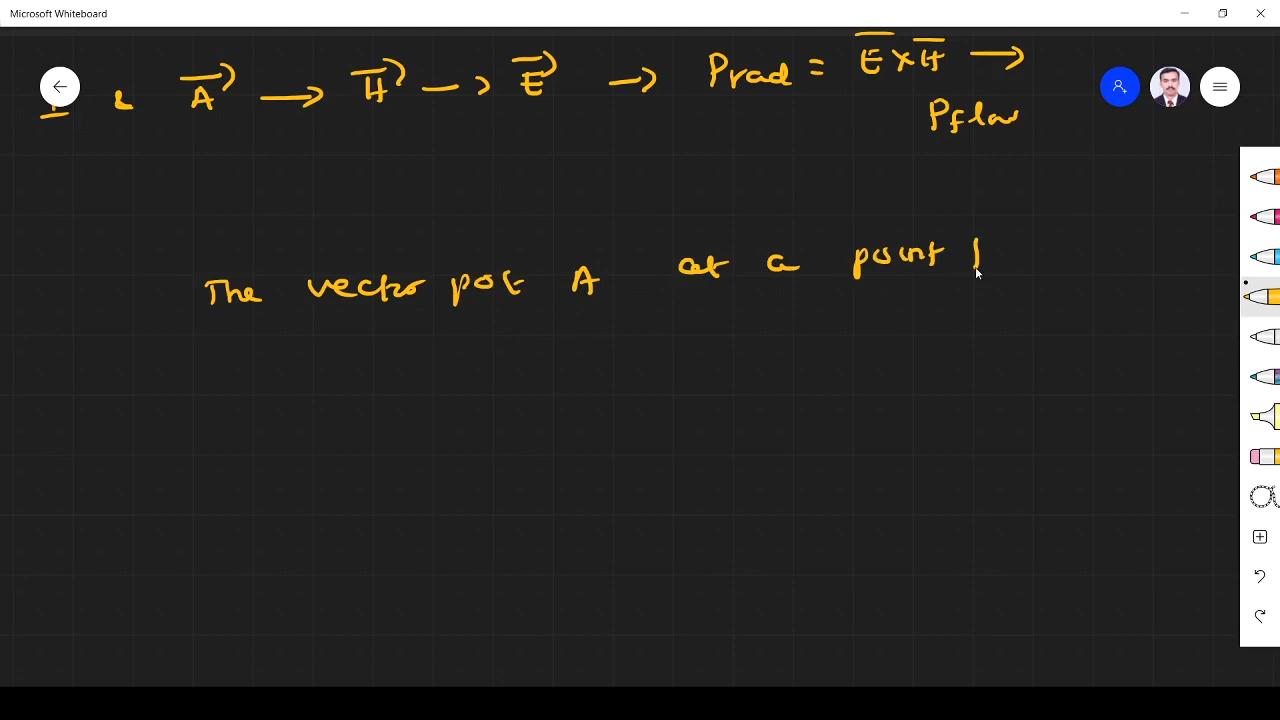 Microsoft Whiteboard
A → H → E → Prad = E × H →
Pflow
The vector pot A at a point